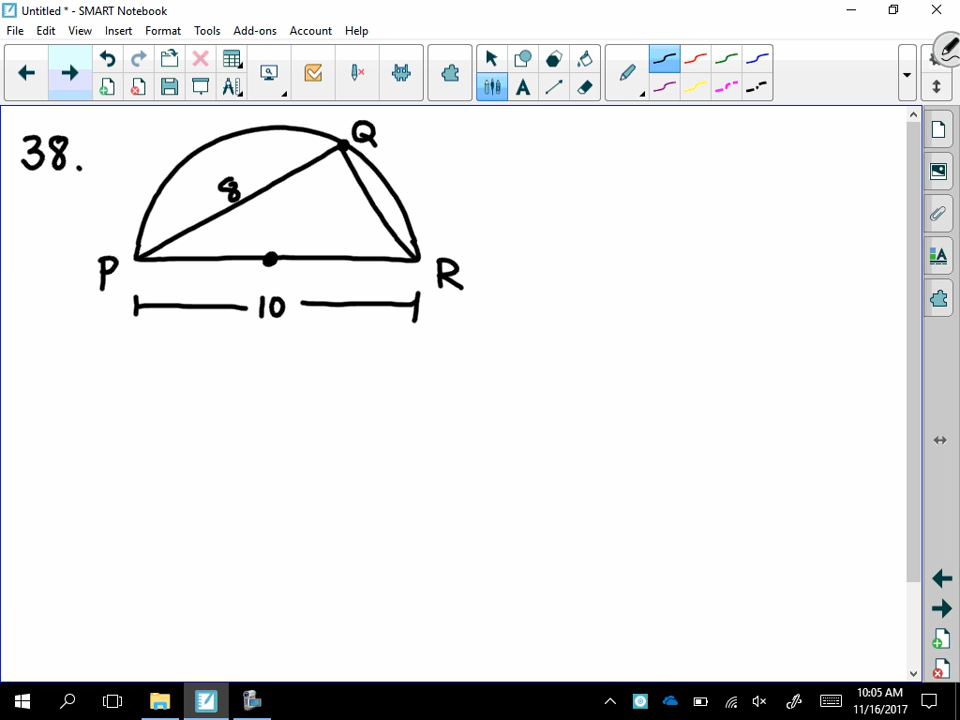 Untitled * - SMART Notebook
File Edit View Insert Format Tools Add-ons Account Help
38.
Q
8
P
R
10
10:05 AM
11/16/2017